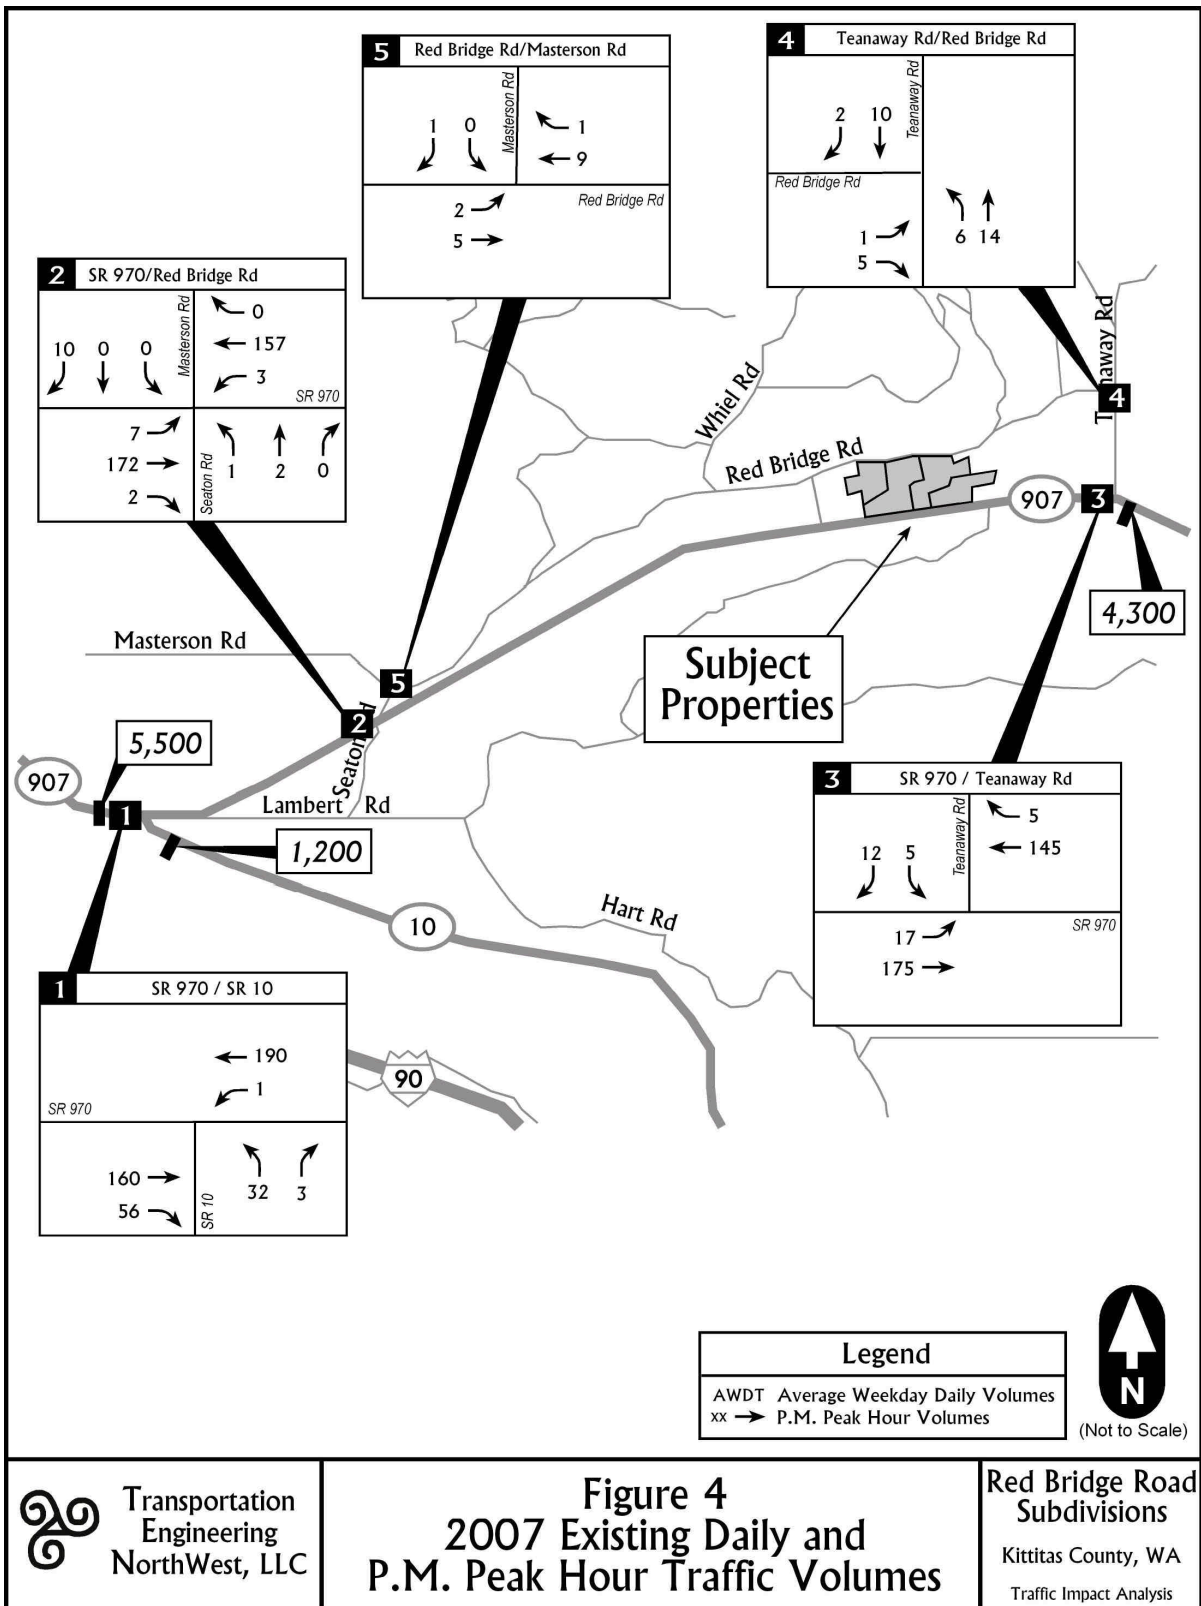 5 Red Bridge Rd/Masterson Rd
Masterson Rd
1 0
1
9
Red Bridge Rd
2
5
4 Teanaway Rd/Red Bridge Rd
Teanaway Rd
2 10
Red Bridge Rd
1
5
6 14
2 SR 970/Red Bridge Rd
Masterson Rd
10 0 0
0
157
3
SR 970
7
172
2
Seaton Rd
1 2 0
Teanaway Rd
4
Whiel Rd
Red Bridge Rd
907
3
4,300
Masterson Rd
5
2
Seaton Rd
Subject
Properties
5,500
907
1
Lambert Rd
1,200
10
Hart Rd
3 SR 970 / Teanaway Rd
Teanaway Rd
12 5
5
145
SR 970
17
175
1 SR 970 / SR 10
190
1
SR 970
160
56
SR 10
32 3
90
Legend
AWDT Average Weekday Daily Volumes
xx P.M. Peak Hour Volumes
N
(Not to Scale)
Transportation
Engineering
NorthWest, LLC
Figure 4
2007 Existing Daily and
P.M. Peak Hour Traffic Volumes
Red Bridge Road
Subdivisions
Kittitas County, WA
Traffic Impact Analysis